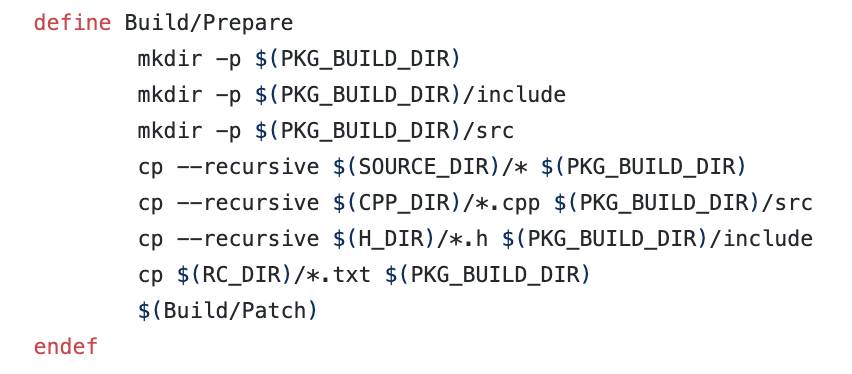 define Build/Prepare
mkdir -p $(PKG_BUILD_DIR)
mkdir -p $(PKG_BUILD_DIR)/include
mkdir -p $(PKG_BUILD_DIR)/src
cp --recursive $(SOURCE_DIR)/* $(PKG_BUILD_DIR)
cp --recursive $(CPP_DIR)/*.cpp $(PKG_BUILD_DIR)/src
cp --recursive $(H_DIR)/*.h $(PKG_BUILD_DIR)/include
cp $(RC_DIR)/*.txt $(PKG_BUILD_DIR)
$(Build/Patch)
endef